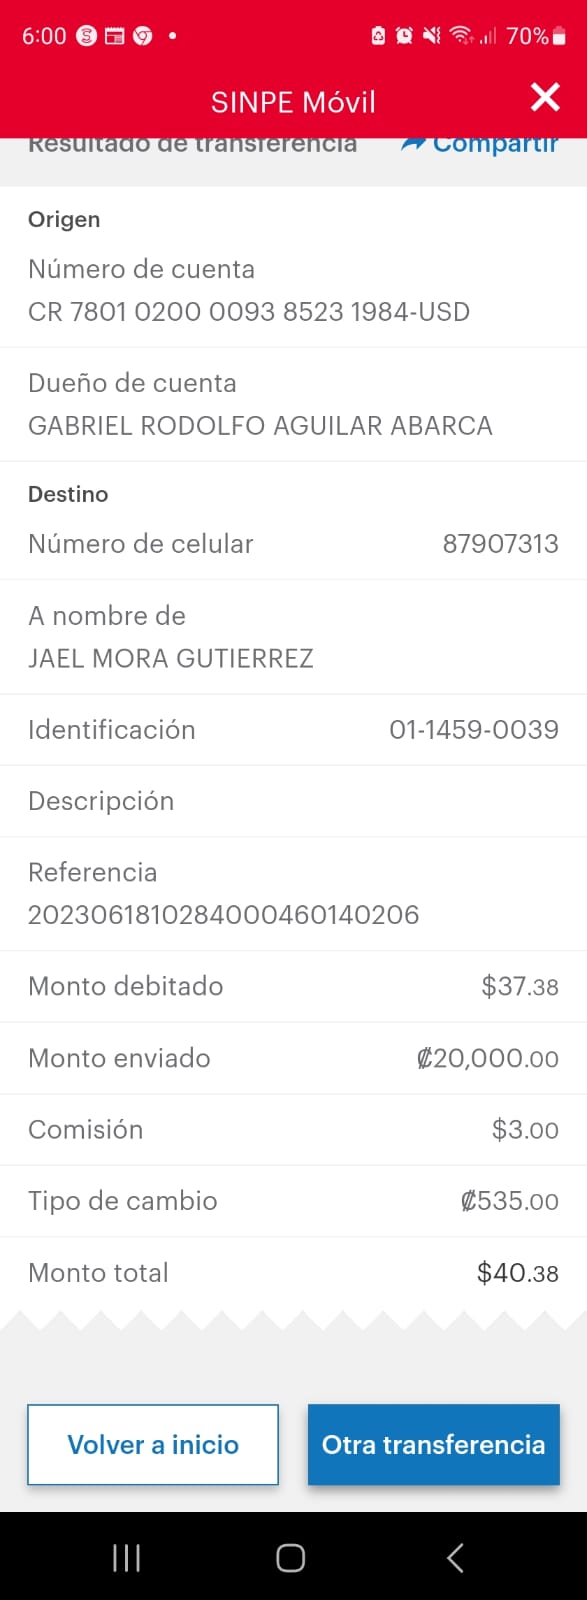 6:00
70%
SINPE Móvil
Resultado de transferencia
Compartir
Origen
Número de cuenta
CR 7801 0200 0093 8523 1984-USD
Dueño de cuenta
GABRIEL RODOLFO AGUILAR ABARCA
Destino
Número de celular 87907313
A nombre de
JAEL MORA GUTIERREZ
Identificación 01-1459-0039
Descripción
Referencia
2023061810284000460140206
Monto debitado $37.38
Monto enviado ₡20,000.00
Comisión $3.00
Tipo de cambio ₡535.00
Monto total $40.38
Volver a inicio
Otra transferencia